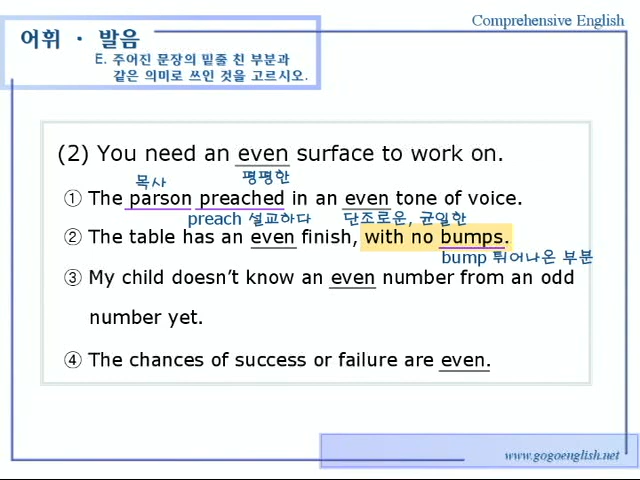 Comprehensive English
어휘 · 발음
E. 주어진 문장의 밑줄 친 부분과
같은 의미로 쓰인 것을 고르시오.
(2) You need an even surface to work on.
목사
평평한
① The parson preached in an even tone of voice.
preach 설교하다
단조로운, 균일한
② The table has an even finish, with no bumps.
bump 튀어나온 부분
③ My child doesn't know an even number from an odd
number yet.
④ The chances of success or failure are even.
www.gogoenglish.net